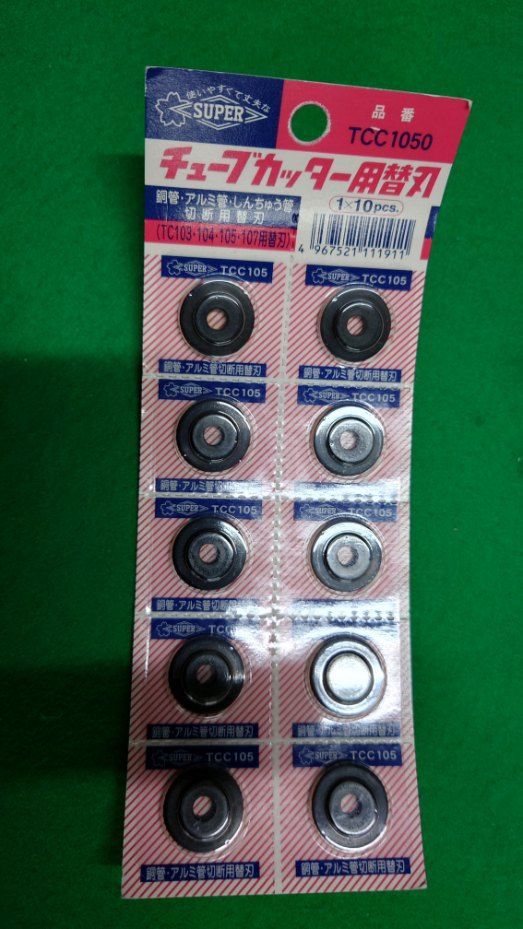 使いやすくて丈夫な
SUPER
品番
TCC1050
チューブカッター用替刃
銅管・アルミ管・しんちゅう管
切断用替刃
1×10pcs.
(TC103・104・105・107用替刃)
4 967521 111911
SUPER TCC105
SUPER TCC105
銅管・アルミ管切断用替刃
銅管・アルミ管切断用替刃
SUPER TCC105
SUPER TCC105
銅管・アルミ管切断用替刃
銅管・アルミ管切断用替刃
SUPER TCC105
SUPER TCC105
銅管・アルミ管切断用替刃
銅管・アルミ管切断用替刃
SUPER
TCC105
銅管・アルミ管切断用替刃
銅管・アルミ管切断用替刃
SUPER TCC105
SUPER TCC105
銅管・アルミ管切断用替刃
銅管・アルミ管切断用替刃